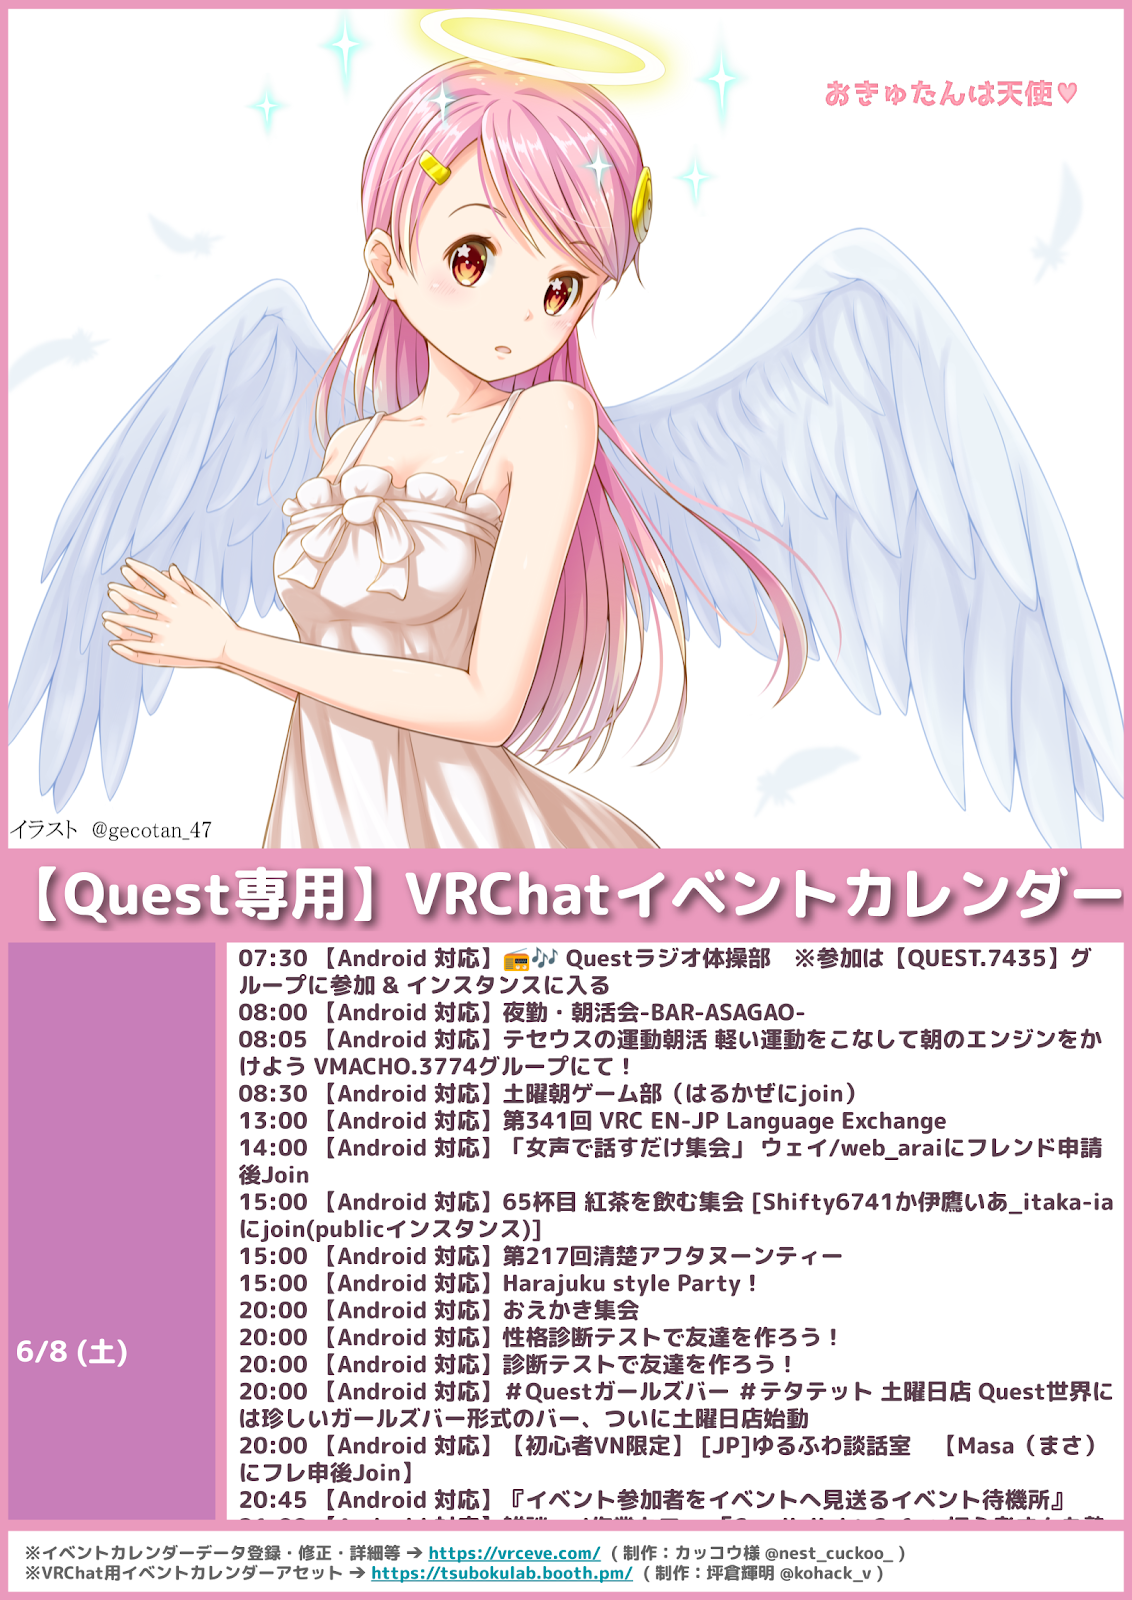 おきゅたんは天使♥
イラスト @gecotan_47
【Quest専用】VRChatイベントカレンダー
6/8 (土)
07:30 【Android 対応】📻🎶 Questラジオ体操部　※参加は【QUEST.7435】グ
ループに参加 & インスタンスに入る
08:00 【Android 対応】夜勤・朝活会-BAR-ASAGAO-
08:05 【Android 対応】テセウスの運動朝活 軽い運動をこなして朝のエンジンをか
けよう VMACHO.3774グループにて！
08:30 【Android 対応】土曜朝ゲーム部（はるかぜにjoin）
13:00 【Android 対応】第341回 VRC EN-JP Language Exchange
14:00 【Android 対応】「女声で話すだけ集会」 ウェイ/web_araiにフレンド申請
後Join
15:00 【Android 対応】65杯目 紅茶を飲む集会 [Shifty6741か伊鷹いあ_itaka-ia
にjoin(publicインスタンス)]
15:00 【Android 対応】第217回清楚アフタヌーンティー
15:00 【Android 対応】Harajuku style Party！
20:00 【Android 対応】おえかき集会
20:00 【Android 対応】性格診断テストで友達を作ろう！
20:00 【Android 対応】診断テストで友達を作ろう！
20:00 【Android 対応】＃Questガールズバー ＃テタテット 土曜日店 Quest世界に
は珍しいガールズバー形式のバー、ついに土曜日店始動
20:00 【Android 対応】【初心者VN限定】 [JP]ゆるふわ談話室　【Masa（まさ）
にフレ申後Join】
20:45 【Android 対応】『イベント参加者をイベントへ見送るイベント待機所』
※イベントカレンダーデータ登録・修正・詳細等 ➔ https://vrceve.com/ （制作：カッコウ様 @nest_cuckoo_ ）
※VRChat用イベントカレンダーアセット ➔ https://tsubokulab.booth.pm/ （制作：坪倉輝明 @kohack_v ）